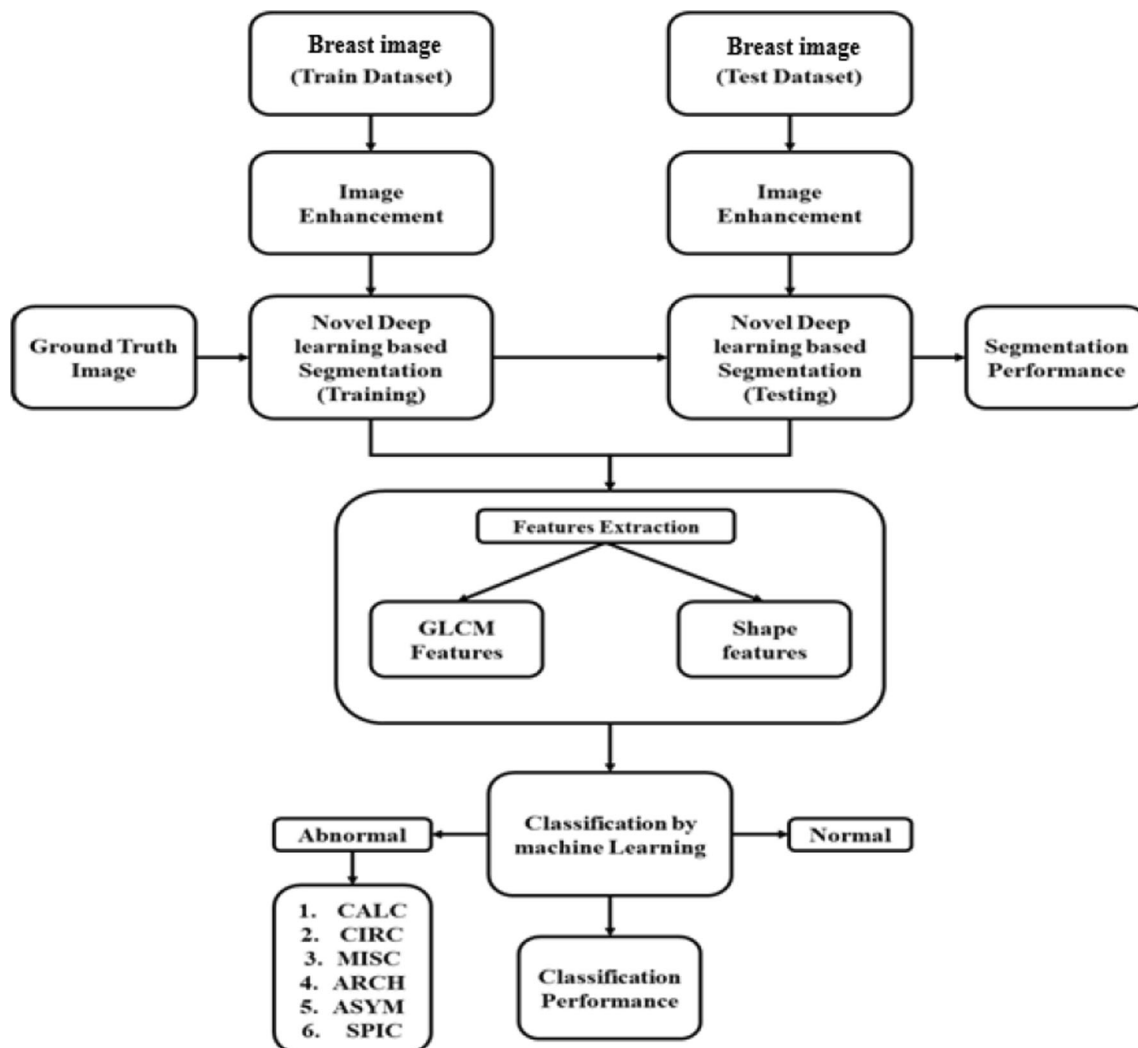 Breast image
(Train Dataset)
Breast image
(Test Dataset)
Image
Enhancement
Image
Enhancement
Ground Truth
Image
Novel Deep
learning based
Segmentation
(Training)
Novel Deep
learning based
Segmentation
(Testing)
Segmentation
Performance
Features Extraction
GLCM
Features
Shape
features
Abnormal
Classification by
machine Learning
Normal
1. CALC
2. CIRC
3. MISC
4. ARCH
5. ASYM
6. SPIC
Classification
Performance